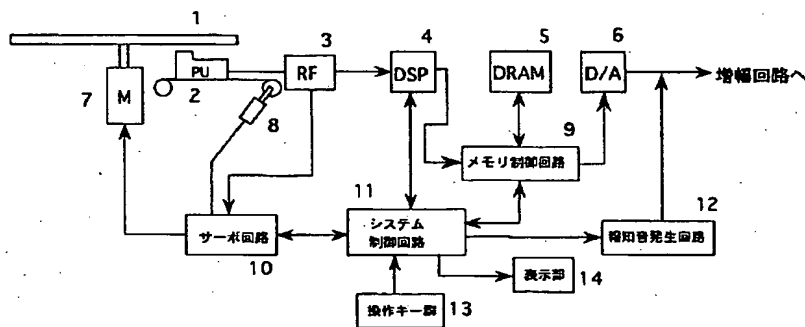 1
3
4
5
6
PU
RF
DSP
DRAM
D/A
増幅回路へ
7
M
2
8
9
メモリ制御回路
11
12
サーボ回路
システム
制御回路
報知音発生回路
10
表示部
14
操作キー群
13